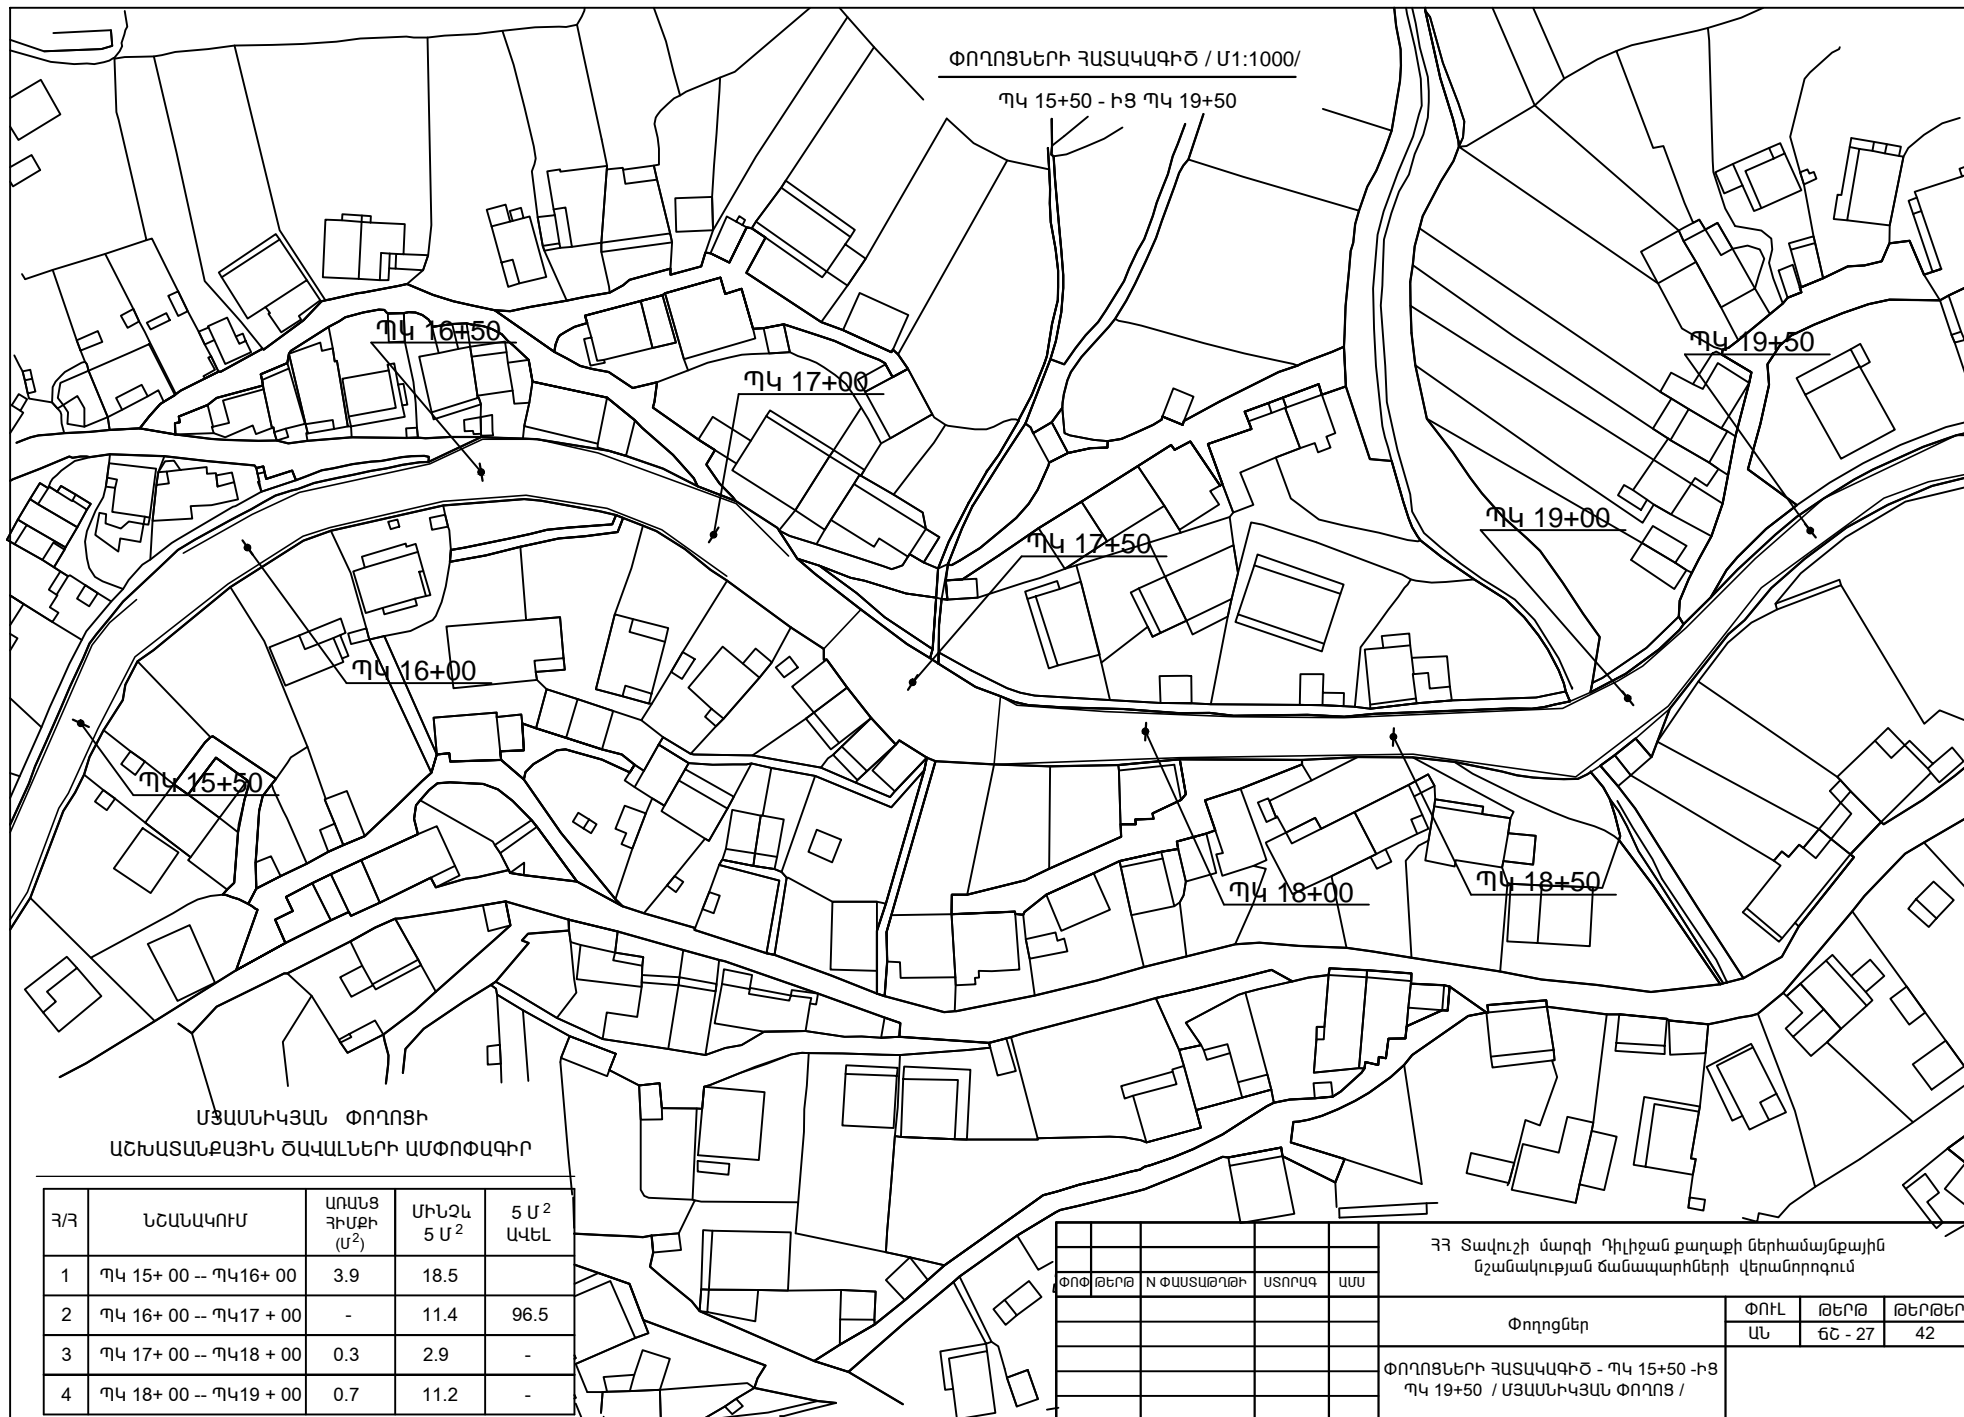 ՓՈՂՈՑՆԵՐԻ ՀԱՏԱԿԱԳԻԾ / Մ1:1000/
ՊԿ 15+50 - ԻՑ ՊԿ 19+50
ՊԿ 16+50
ՊԿ 17+00
ՊԿ 19+50
ՊԿ 19+00
ՊԿ 17+50
ՊԿ 16+00
ՊԿ 15+50
ՊԿ 18+00
ՊԿ 18+50
ՄՅԱՍՆԻԿՅԱՆ ՓՈՂՈՑԻ
ԱՇԽԱՏԱՆՔԱՅԻՆ ԾԱՎԱԼՆԵՐԻ ԱՄՓՈՓԱԳԻՐ
Հ/Հ ՆՇԱՆԱԿՈՒՄ ԱՌԱՆՑ ՀԻՄՔԻ (Մ²) ՄԻՆՉև 5 Մ² 5 Մ² ԱՎԵԼ
1 ՊԿ 15+ 00 -- ՊԿ16+ 00 3.9 18.5
2 ՊԿ 16+ 00 -- ՊԿ17 + 00 - 11.4 96.5
3 ՊԿ 17+ 00 -- ՊԿ18 + 00 0.3 2.9 -
4 ՊԿ 18+ 00 -- ՊԿ19 + 00 0.7 11.2 -
ՀՀ Տավուշի մարզի Դիլիջան քաղաքի ներհամայնքային
նշանակության ճանապարհների վերանորոգում
ՓՈՓ ԹԵՐԹ N ՓԱՍՏԱԹՂԹԻ ՍՏՈՐԱԳ ԱՄՍ
Փողոցներ
ՓՈՒԼ ԹԵՐԹ ԹԵՐԹԵՐ
ԱՆ ՃՇ - 27 42
ՓՈՂՈՑՆԵՐԻ ՀԱՏԱԿԱԳԻԾ - ՊԿ 15+50 -ԻՑ
ՊԿ 19+50 / ՄՅԱՍՆԻԿՅԱՆ ՓՈՂՈՑ /